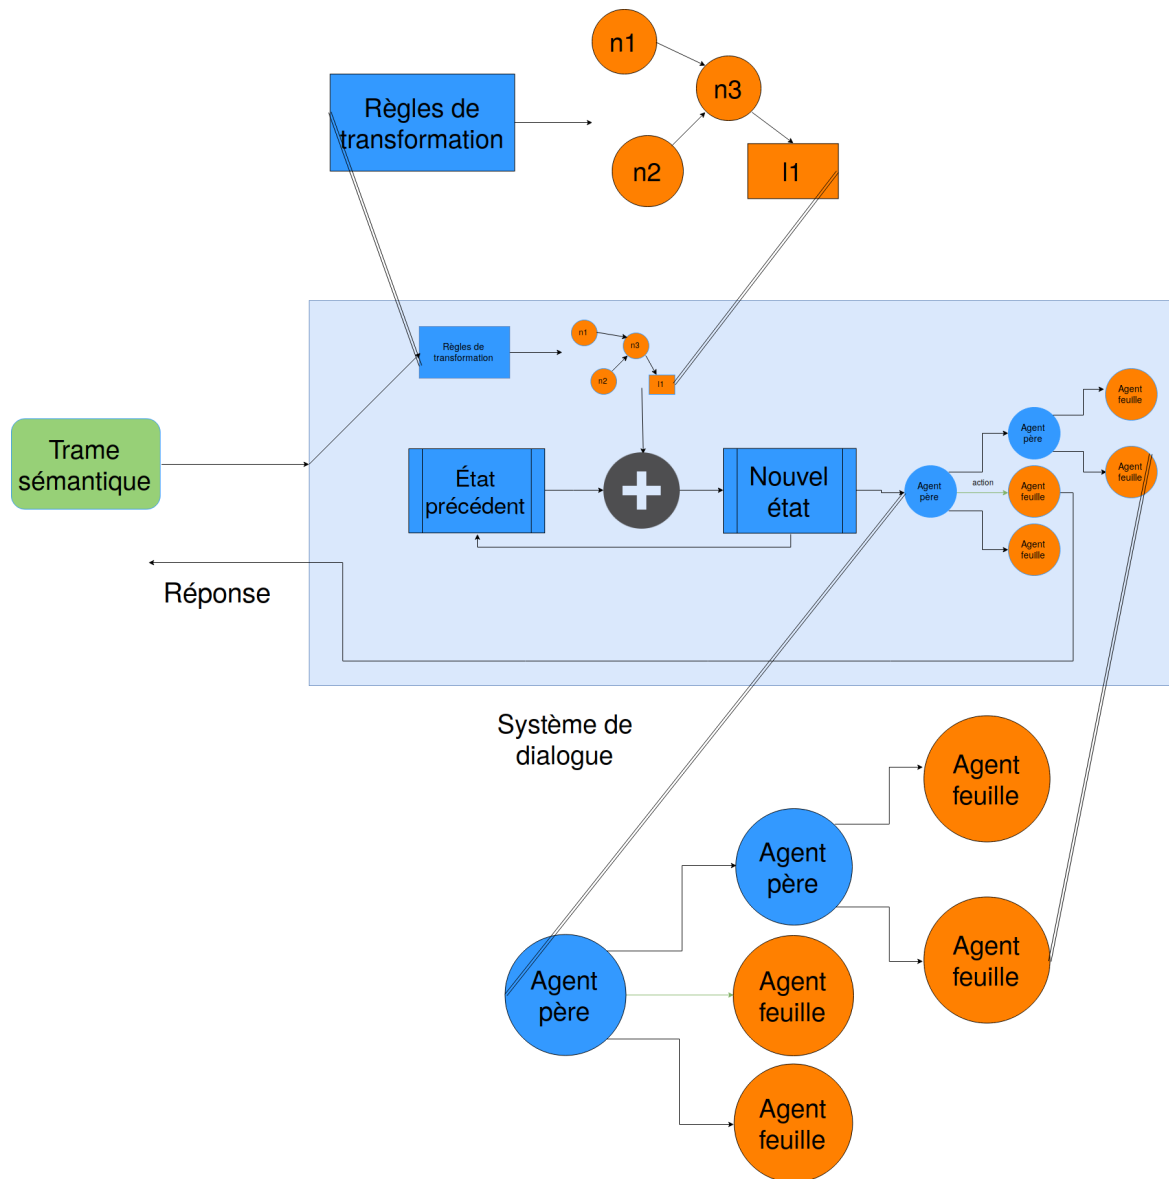 n1
Règles de
transformation
n3
n2
l1
n1
Règles de
transformation
n3
n2
l1
Agent
feuille
Agent
père
Trame
sémantique
État
précédent
Nouvel
état
Agent
père
action
Agent
feuille
Agent
feuille
Agent
feuille
Réponse
Système de
dialogue
Agent
feuille
Agent
père
Agent
feuille
Agent
père
Agent
feuille
Agent
feuille